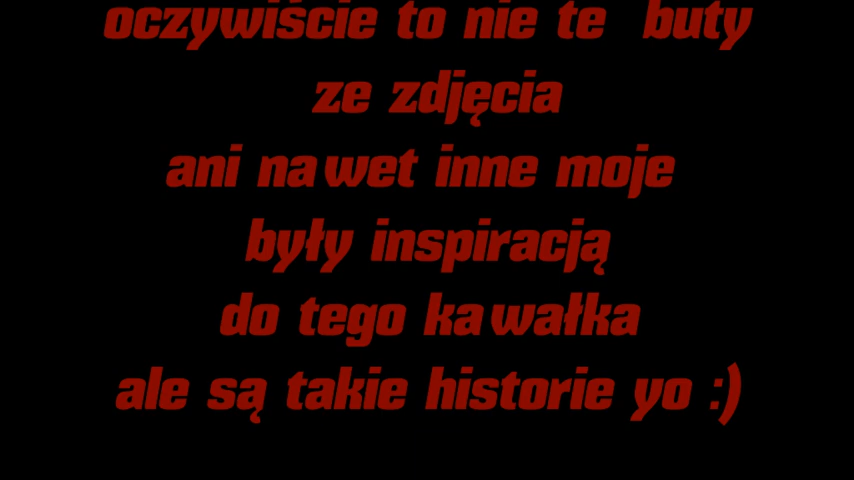 oczywiście to nie te buty
ze zdjęcia
ani nawet inne moje
były inspiracją
do tego kawałka
ale są takie historie yo :)